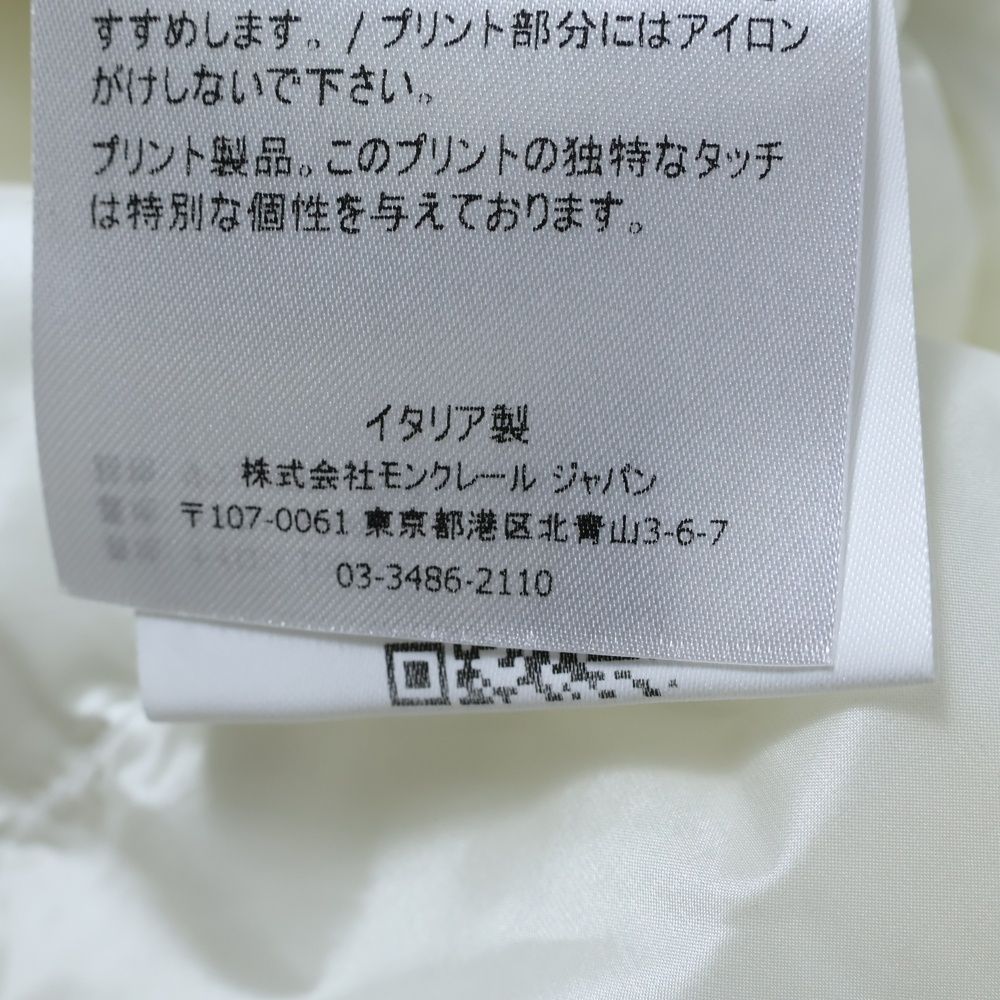 すすめします。/ プリント部分にはアイロン
がけしないで下さい。
プリント製品。このプリントの独特なタッチ
は特別な個性を与えております。
イタリア製
株式会社モンクレール ジャパン
〒107-0061 東京都港区北青山3-6-7
03-3486-2110